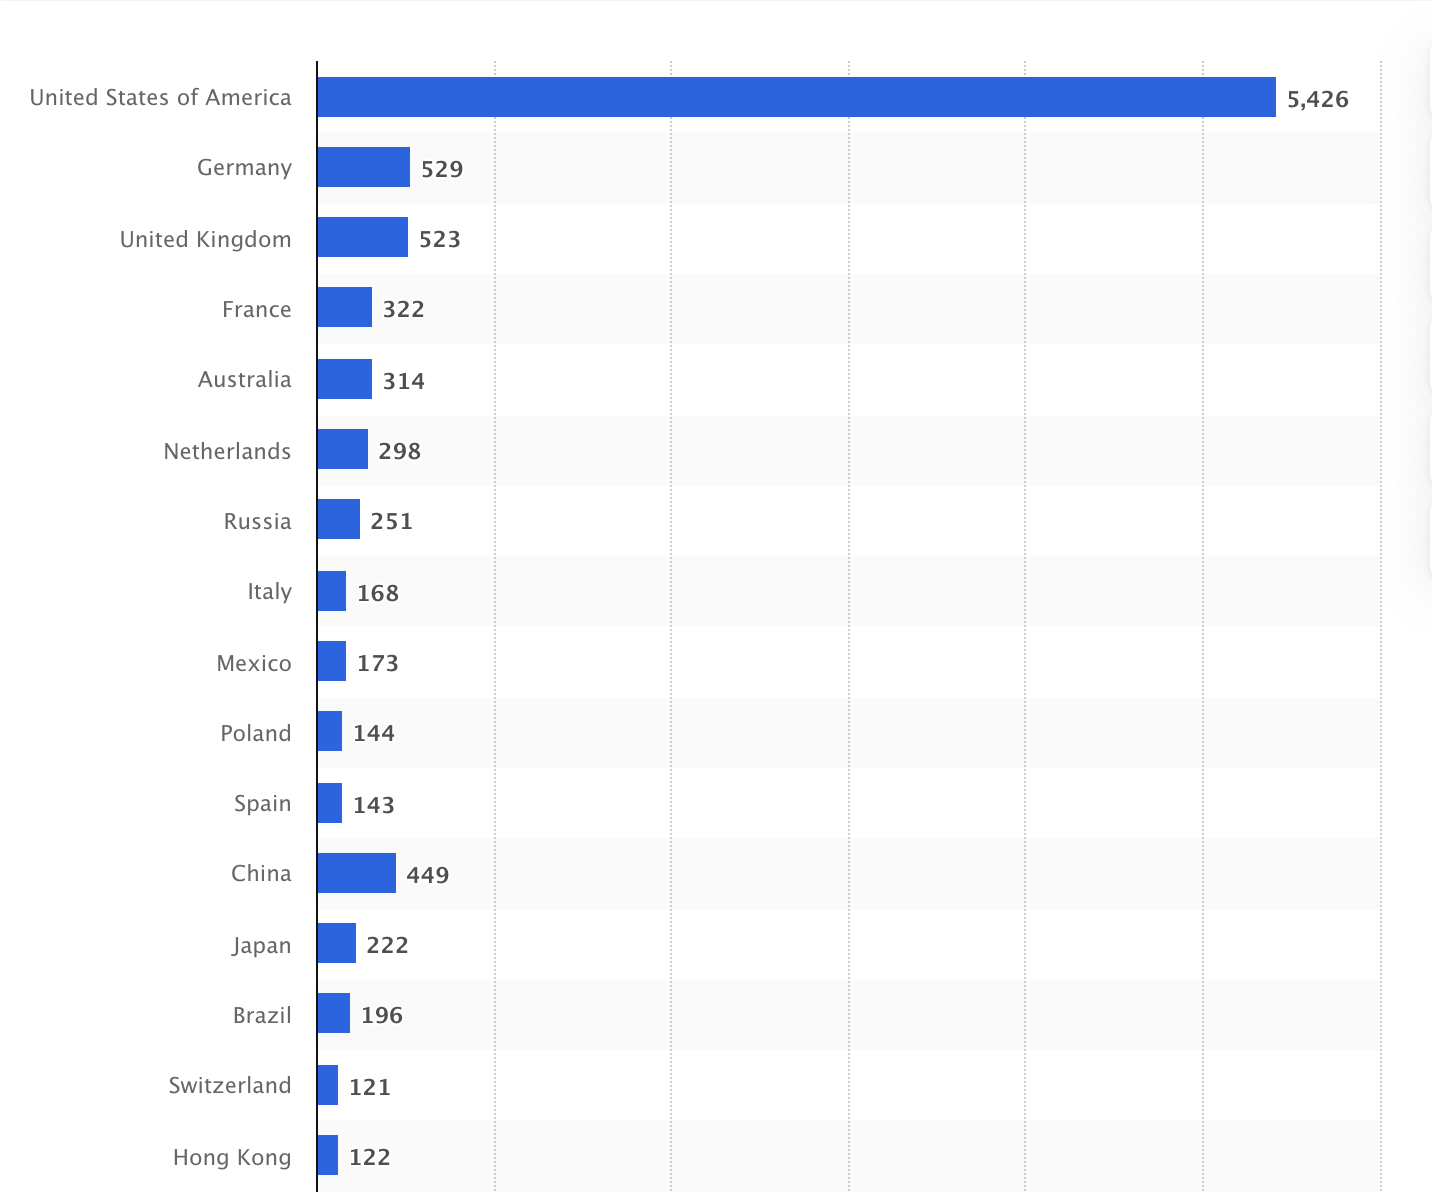 United States of America 5,426
Germany 529
United Kingdom 523
France 322
Australia 314
Netherlands 298
Russia 251
Italy 168
Mexico 173
Poland 144
Spain 143
China 449
Japan 222
Brazil 196
Switzerland 121
Hong Kong 122